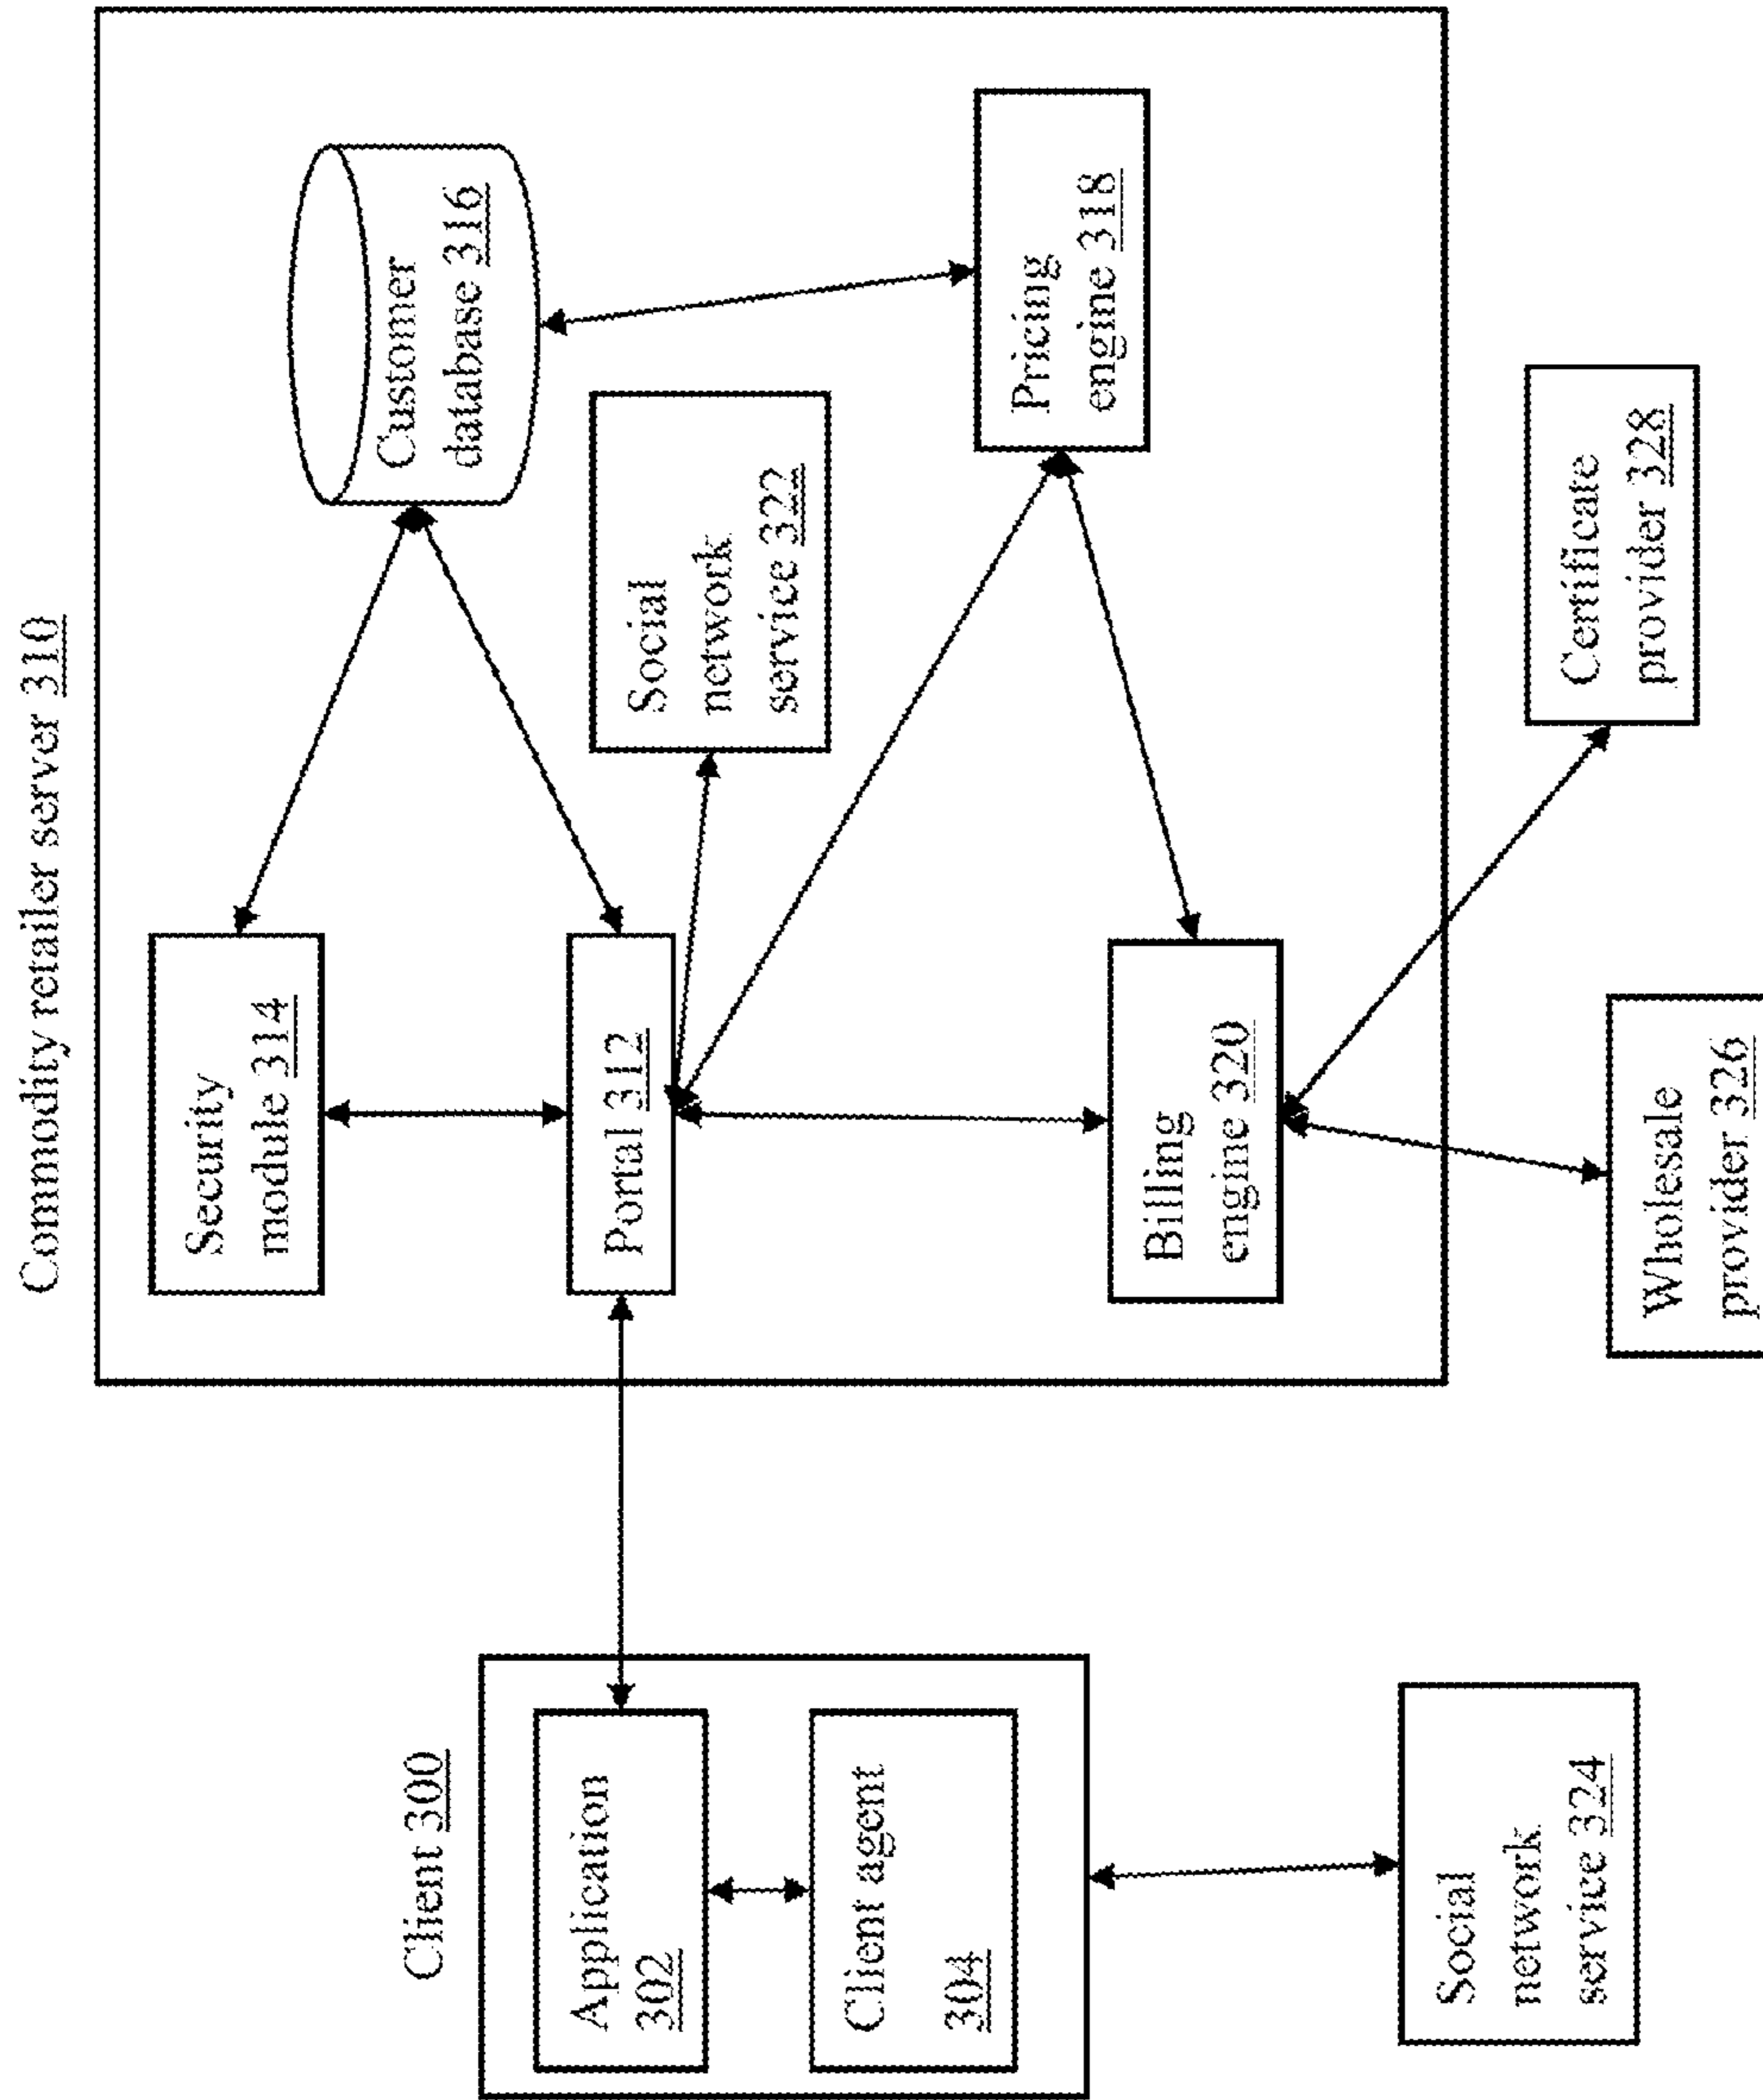 Commodity retailer server 310
Security
module 314
Customer
database 316
Client 300
Application
302
Portal 312
Social
network
service 322
Client agent
304
Pricing
engine 318
Billing
engine 320
Social
network
service 324
Certificate
provider 328
Wholesale
provider 326